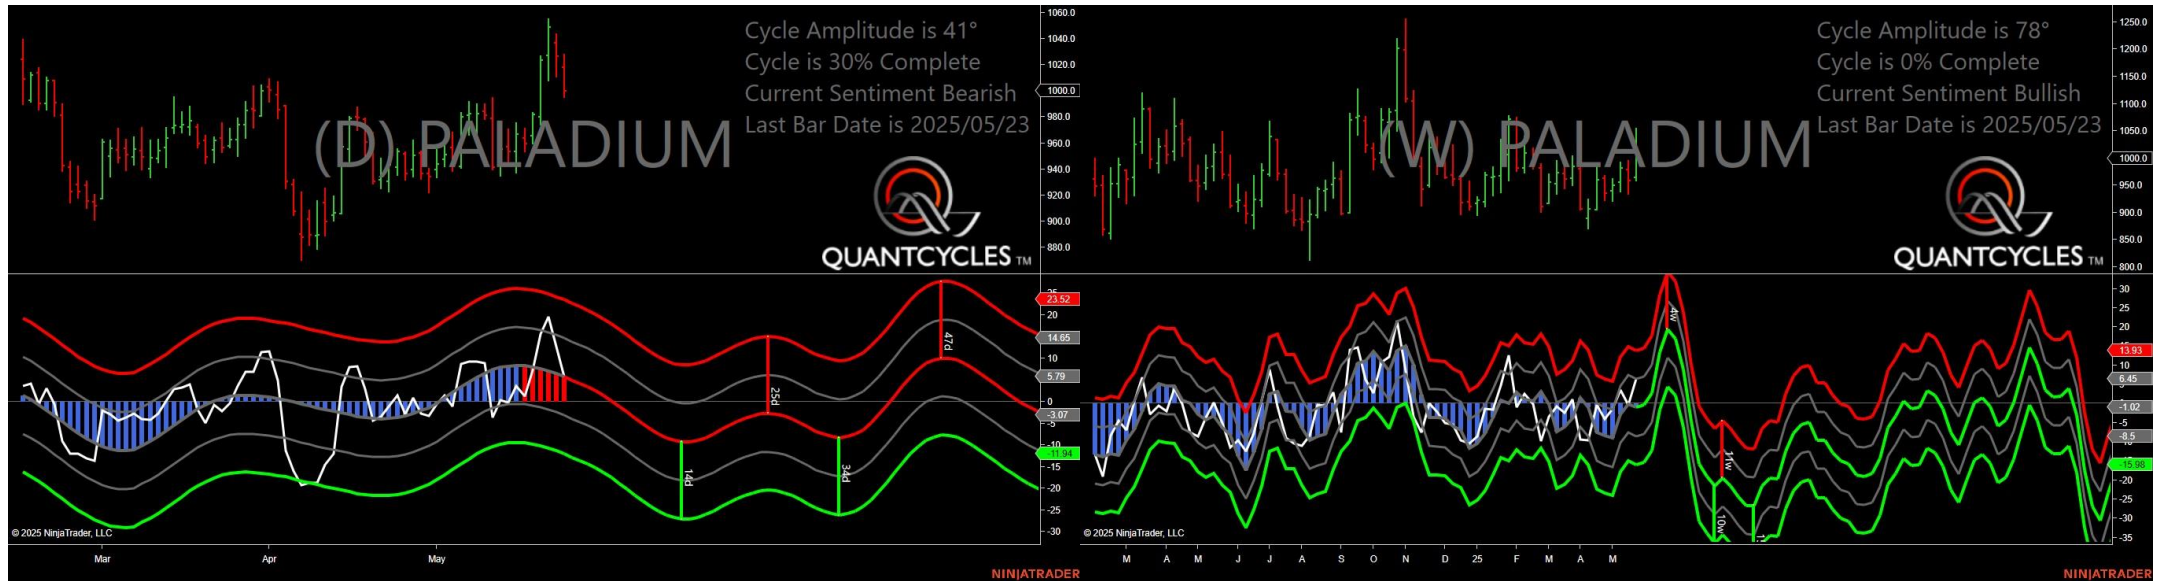 Cycle Amplitude is 41°
Cycle is 30% Complete
Current Sentiment Bearish
Last Bar Date is 2025/05/23
(D) PALADIUM
QUANTCYCLES TM
1060.0
1040.0
1020.0
1000.0
980.0
960.0
940.0
920.0
900.0
880.0
25
23.52
20
14.65
10
5.79
0
-3.07
-5
-10
-11.94
-15
-20
-25
-30
14d
25d
34d
47d
© 2025 NinjaTrader, LLC
Mar Apr May
NINJATRADER
Cycle Amplitude is 78°
Cycle is 0% Complete
Current Sentiment Bullish
Last Bar Date is 2025/05/23
(W) PALADIUM
QUANTCYCLES TM
1250.0
1200.0
1150.0
1100.0
1050.0
1000.0
950.0
900.0
850.0
800.0
30
25
20
15
13.93
10
6.45
-1.02
-5
-8.5
-15.98
-20
-25
-30
-35
4w
11w
10w
© 2025 NinjaTrader, LLC
M A M J J A S O N D 25 F M A M
NINJATRADER